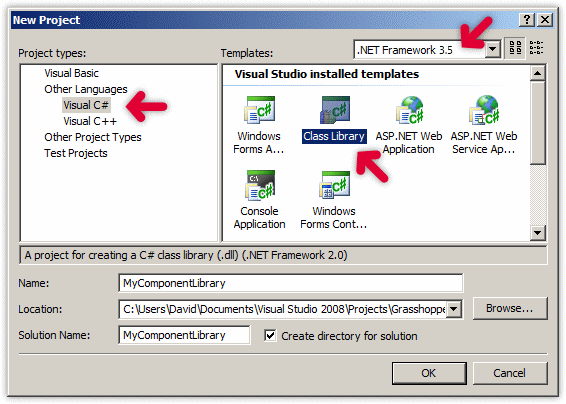 New Project
Project types:
Templates:
.NET Framework 3.5
Visual Basic
Other Languages
Visual C#
Visual C++
Other Project Types
Test Projects
Visual Studio installed templates
Windows Forms A...
Class Library
ASP.NET Web Application
ASP.NET Web Service Ap...
Console Application
Windows Forms Cont...
A project for creating a C# class library (.dll) (.NET Framework 2.0)
Name:
MyComponentLibrary
Location:
C:\Users\David\Documents\Visual Studio 2008\Projects\Grasshoppe
Browse...
Solution Name:
MyComponentLibrary
Create directory for solution
OK
Cancel